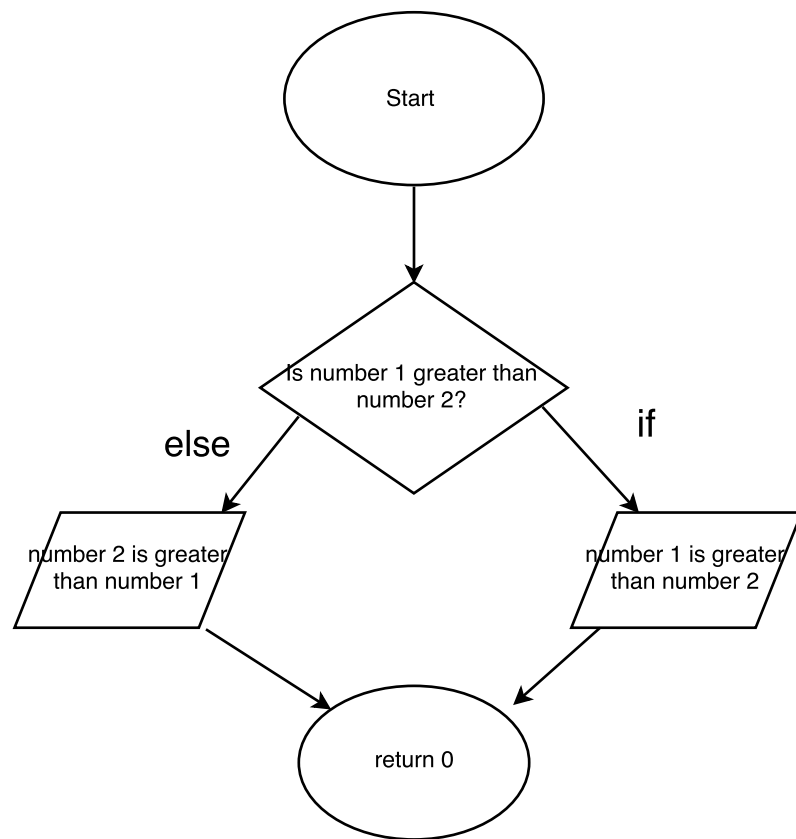 Start
Is number 1 greater than
number 2?
else
if
number 2 is greater
than number 1
number 1 is greater
than number 2
return 0